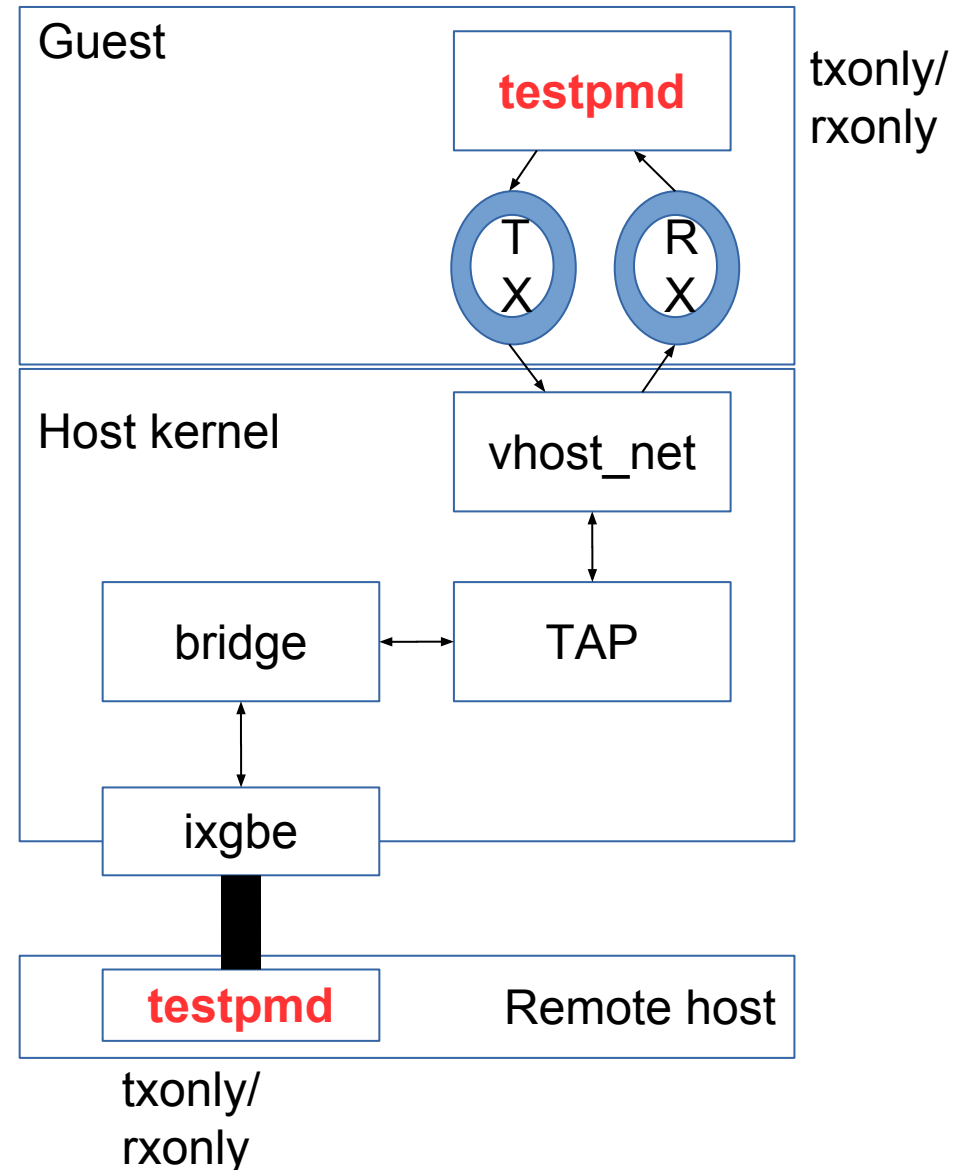 Guest
testpmd
txonly/
rxonly
T
X
R
X
Host kernel
vhost_net
bridge
TAP
ixgbe
testpmd
Remote host
txonly/
rxonly